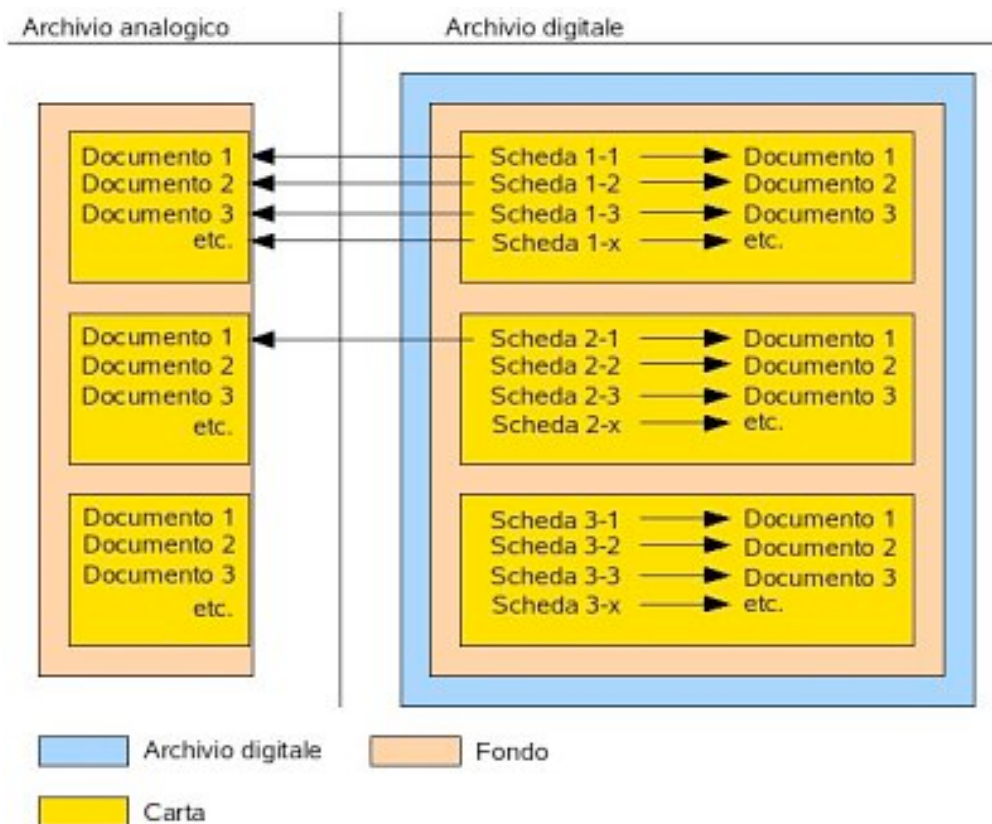 Archivio analogico Archivio digitale
Documento 1 Scheda 1-1 Documento 1
Documento 2 Scheda 1-2 Documento 2
Documento 3 Scheda 1-3 Documento 3
etc. Scheda 1-x etc.
Documento 1 Scheda 2-1 Documento 1
Documento 2 Scheda 2-2 Documento 2
Documento 3 Scheda 2-3 Documento 3
etc. Scheda 2-x etc.
Documento 1 Scheda 3-1 Documento 1
Documento 2 Scheda 3-2 Documento 2
Documento 3 Scheda 3-3 Documento 3
etc. Scheda 3-x etc.
Archivio digitale Fondo
Carta